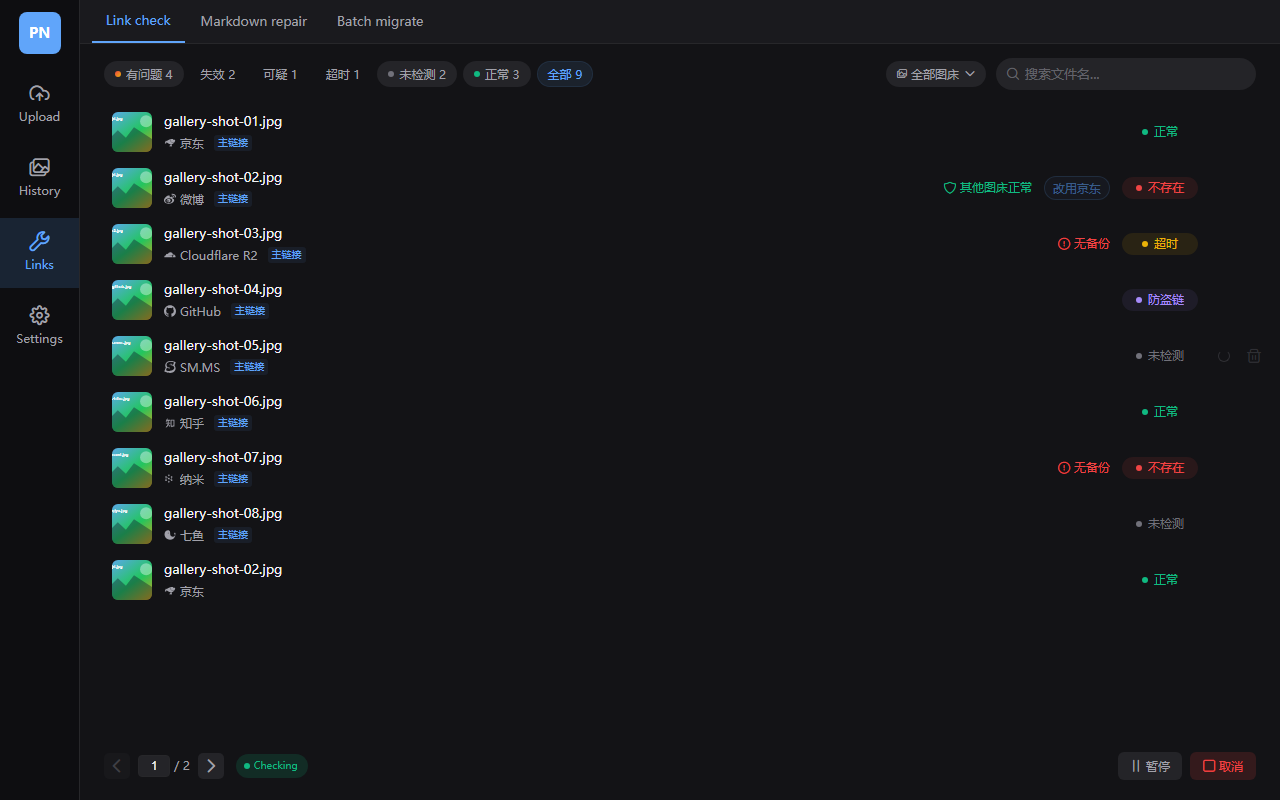 PN
Upload
History
Links
Settings
Link check Markdown repair Batch migrate
有问题 4 失效 2 可疑 1 超时 1 未检测 2 正常 3 全部 9 全部图床 搜索文件名...
gallery-shot-01.jpg
京东 主链接 正常
gallery-shot-02.jpg
微博 主链接 其他图床正常 改用京东 不存在
gallery-shot-03.jpg
Cloudflare R2 主链接 无备份 超时
gallery-shot-04.jpg
GitHub 主链接 防盗链
gallery-shot-05.jpg
SM.MS 主链接 未检测
gallery-shot-06.jpg
知 知乎 主链接 正常
gallery-shot-07.jpg
纳米 主链接 无备份 不存在
gallery-shot-08.jpg
七鱼 主链接 未检测
gallery-shot-02.jpg
京东 正常
1 / 2 Checking 暂停 取消